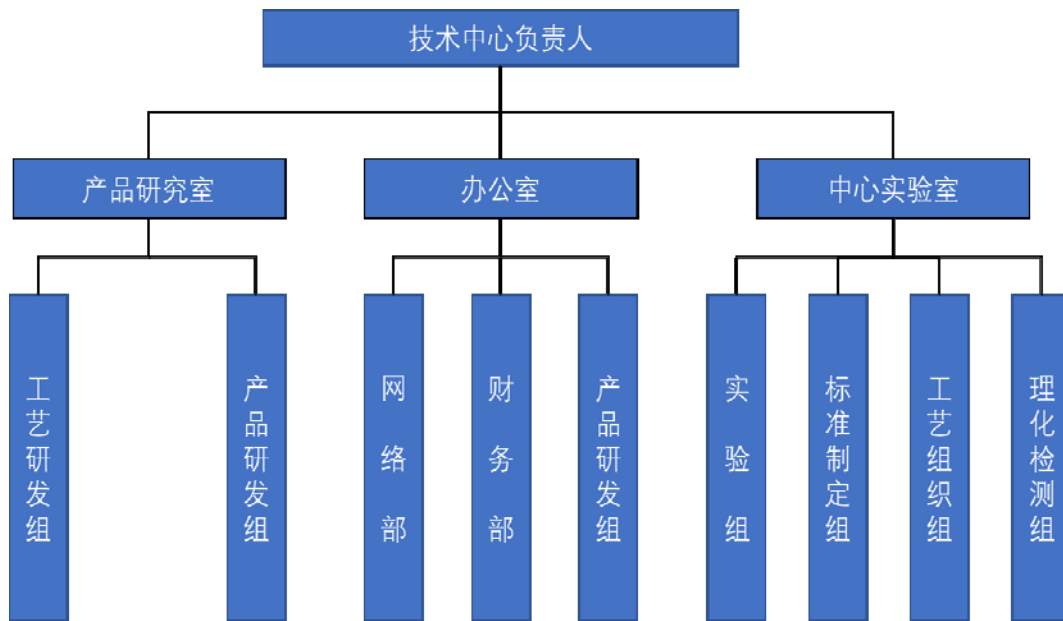 技术中心负责人
产品研究室
办公室
中心实验室
工艺研发组
产品研发组
网络部
财务部
产品研发组
实验组
标准制定组
工艺组织组
理化检测组